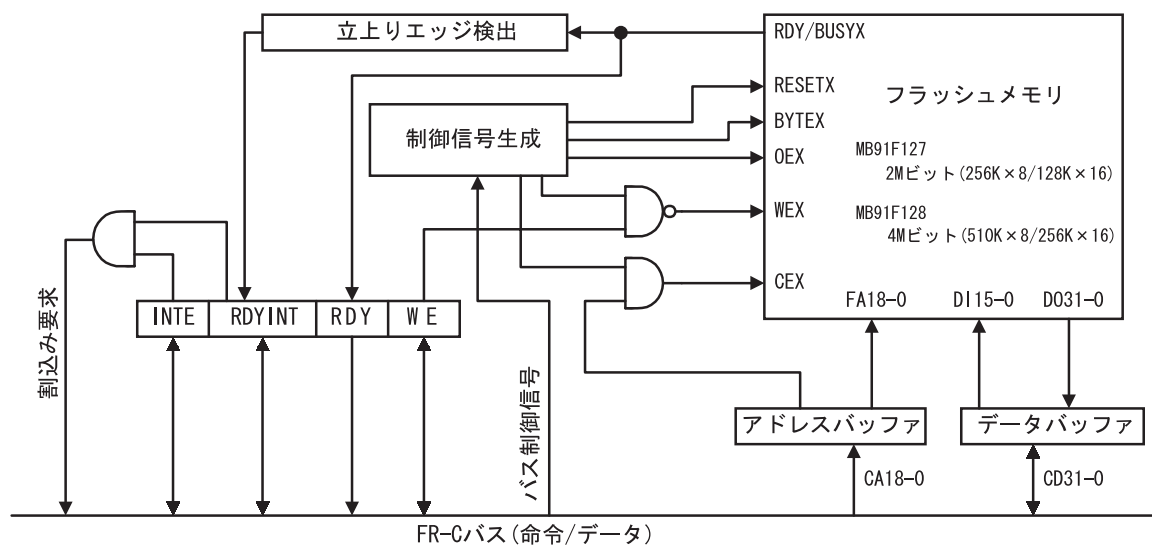 立上りエッジ検出
RDY/BUSYX
RESETX
フラッシュメモリ
BYTEX
制御信号生成
OEX
MB91F127
2Mビット(256K×8/128K×16)
WEX
MB91F128
4Mビット(510K×8/256K×16)
CEX
FA18-0
DI15-0
DO31-0
INTE
RDYINT
RDY
WE
割込み要求
バス制御信号
アドレスバッファ
データバッファ
CA18-0
CD31-0
FR-Cバス(命令/データ)